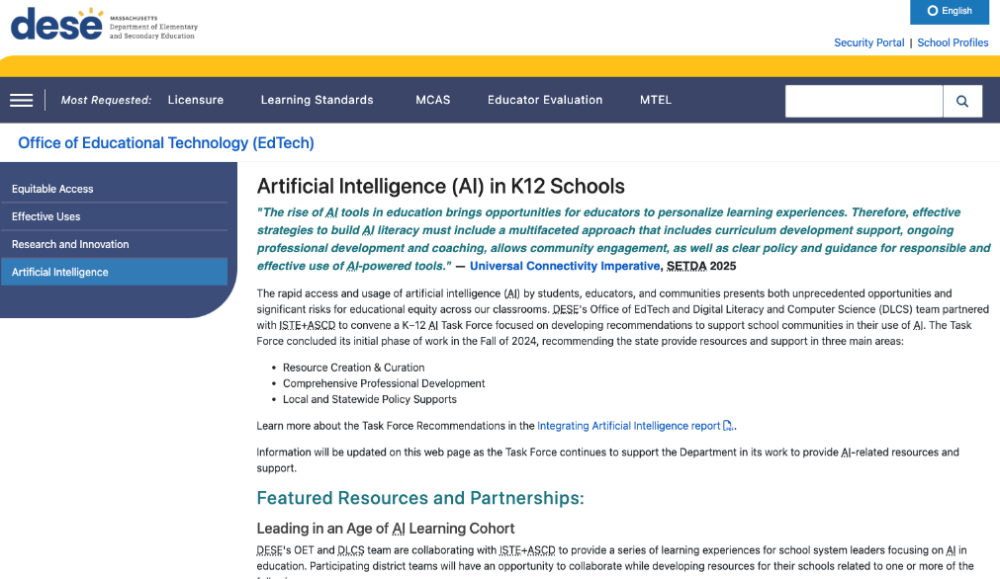 dese
MASSACHUSETTS
Department of Elementary
and Secondary Education
English
Security Portal | School Profiles
Most Requested: Licensure Learning Standards MCAS Educator Evaluation MTEL
Office of Educational Technology (EdTech)
Equitable Access
Effective Uses
Research and Innovation
Artificial Intelligence
Artificial Intelligence (AI) in K12 Schools
"The rise of AI tools in education brings opportunities for educators to personalize learning experiences. Therefore, effective
strategies to build AI literacy must include a multifaceted approach that includes curriculum development support, ongoing
professional development and coaching, allows community engagement, as well as clear policy and guidance for responsible and
effective use of AI-powered tools." — Universal Connectivity Imperative, SETDA 2025
The rapid access and usage of artificial intelligence (AI) by students, educators, and communities presents both unprecedented opportunities and
significant risks for educational equity across our classrooms. DESE's Office of EdTech and Digital Literacy and Computer Science (DLCS) team partnered
with ISTE+ASCD to convene a K–12 AI Task Force focused on developing recommendations to support school communities in their use of AI. The Task
Force concluded its initial phase of work in the Fall of 2024, recommending the state provide resources and support in three main areas:
• Resource Creation & Curation
• Comprehensive Professional Development
• Local and Statewide Policy Supports
Learn more about the Task Force Recommendations in the Integrating Artificial Intelligence report.
Information will be updated on this web page as the Task Force continues to support the Department in its work to provide AI-related resources and
support.
Featured Resources and Partnerships:
Leading in an Age of AI Learning Cohort
DESE's OET and DLCS team are collaborating with ISTE+ASCD to provide a series of learning experiences for school system leaders focusing on AI in
education. Participating district teams will have an opportunity to collaborate while developing resources for their schools related to one or more of the